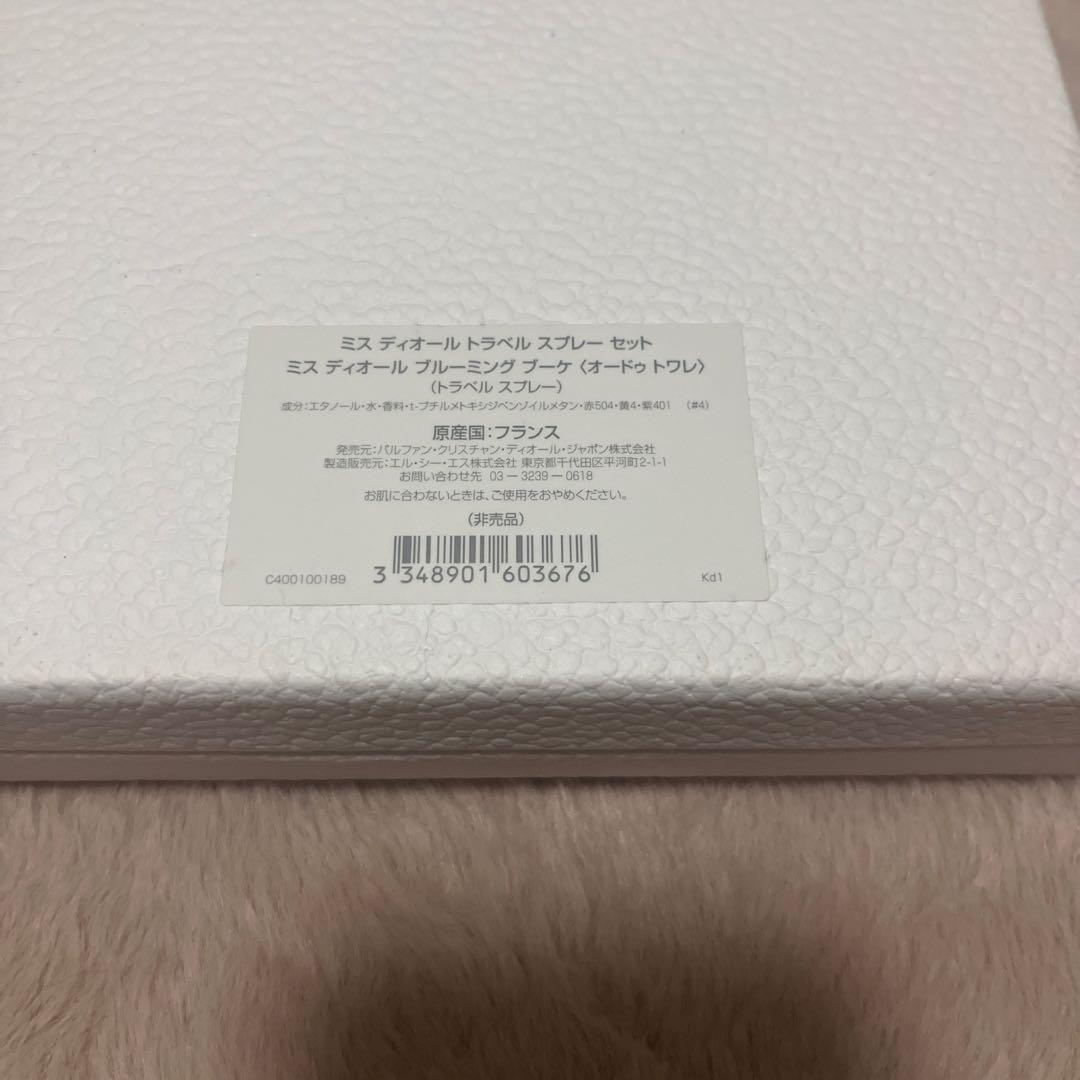 ミス ディオール トラベル スプレー セット
ミス ディオール ブルーミング ブーケ 〈オードゥ トワレ〉
(トラベル スプレー)
成分:エタノール・水・香料・t-ブチルメトキシジベンゾイルメタン・赤504・黄4・紫401 (#4)
原産国:フランス
発売元:パルファン・クリスチャン・ディオール・ジャポン株式会社
製造販売元:エル・シー・エス株式会社 東京都千代田区平河町2-1-1
お問い合わせ先 03-3239-0618
お肌に合わないときは、ご使用をおやめください。
(非売品)
C400100189 3 348901 603676 Kd1